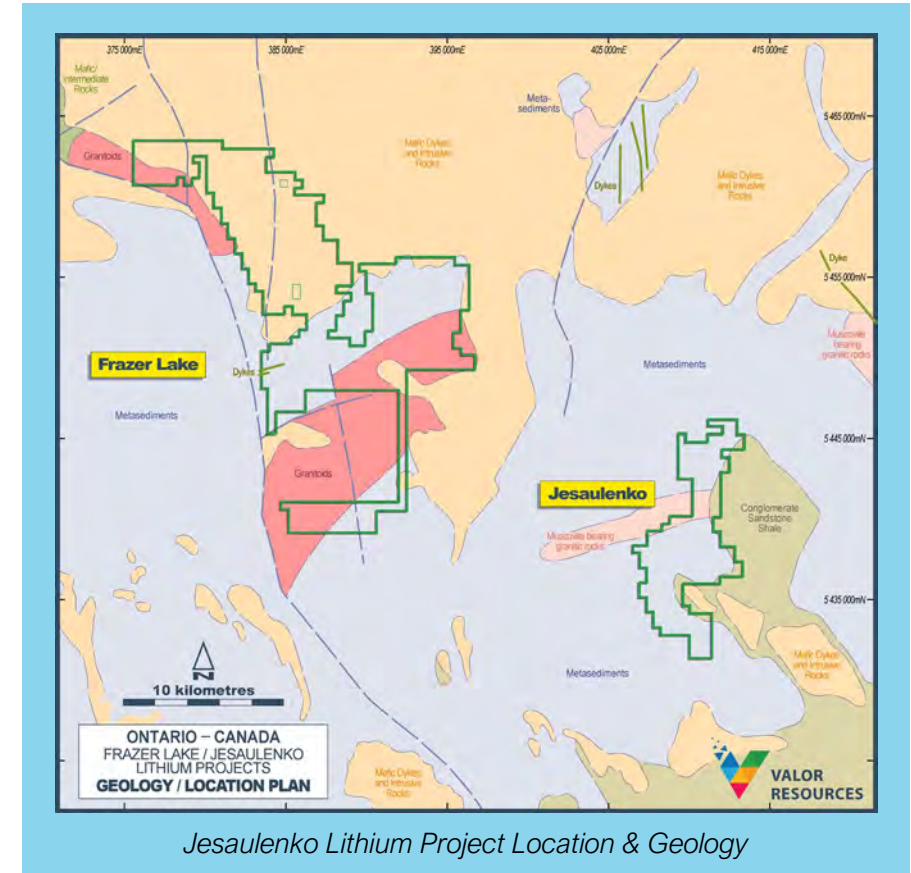 375 000mE
385 000mE
395 000mE
405 000mE
415 000mE
Mafic/
Intermediate
Rocks
Meta-
sediments
5 465 000mN
Granitoids
Mafic Dykes
and Intrusive
Rocks
Dykes
Mafic Dykes
and Intrusive
Rocks
Dyke
5 455 000mN
Muscovite
bearing
granitic rocks
Frazer Lake
Dykes
Metasediments
Metasediments
5 445 000mN
Granitoids
Jesaulenko
Conglomerate
Sandstone
Shale
Muscovite bearing
granitic rocks
5 435 000mN
N
Metasediments
Mafic Dykes
and Intrusive
Rocks
10 kilometres
ONTARIO – CANADA
FRAZER LAKE / JESAULENKO
LITHIUM PROJECTS
GEOLOGY / LOCATION PLAN
Mafic Dykes
and Intrusive
Rocks
VALOR
RESOURCES
Jesaulenko Lithium Project Location & Geology